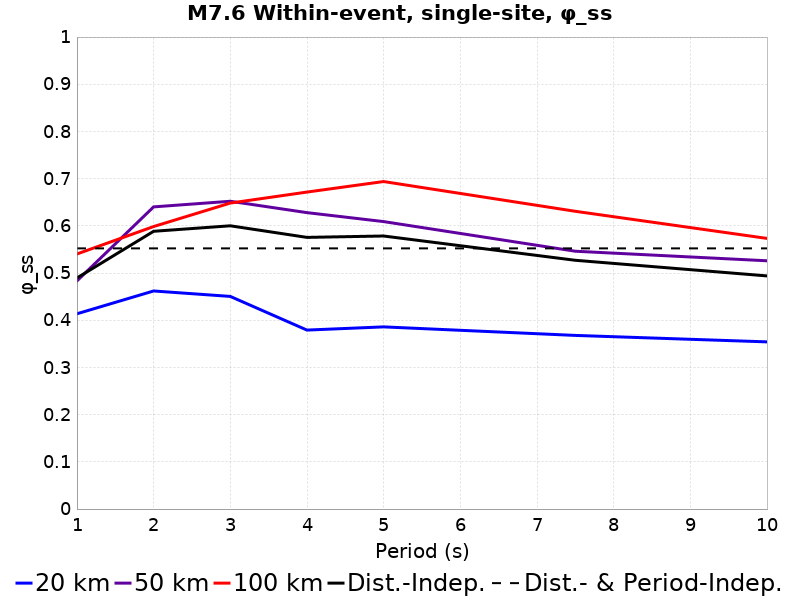 M7.6 Within-event, single-site, φ_ss
1
0.9
0.8
0.7
0.6
0.5
0.4
0.3
0.2
0.1
0
φ_ss
1 2 3 4 5 6 7 8 9 10
Period (s)
20 km 50 km 100 km Dist.-Indep. Dist.- & Period-Indep.